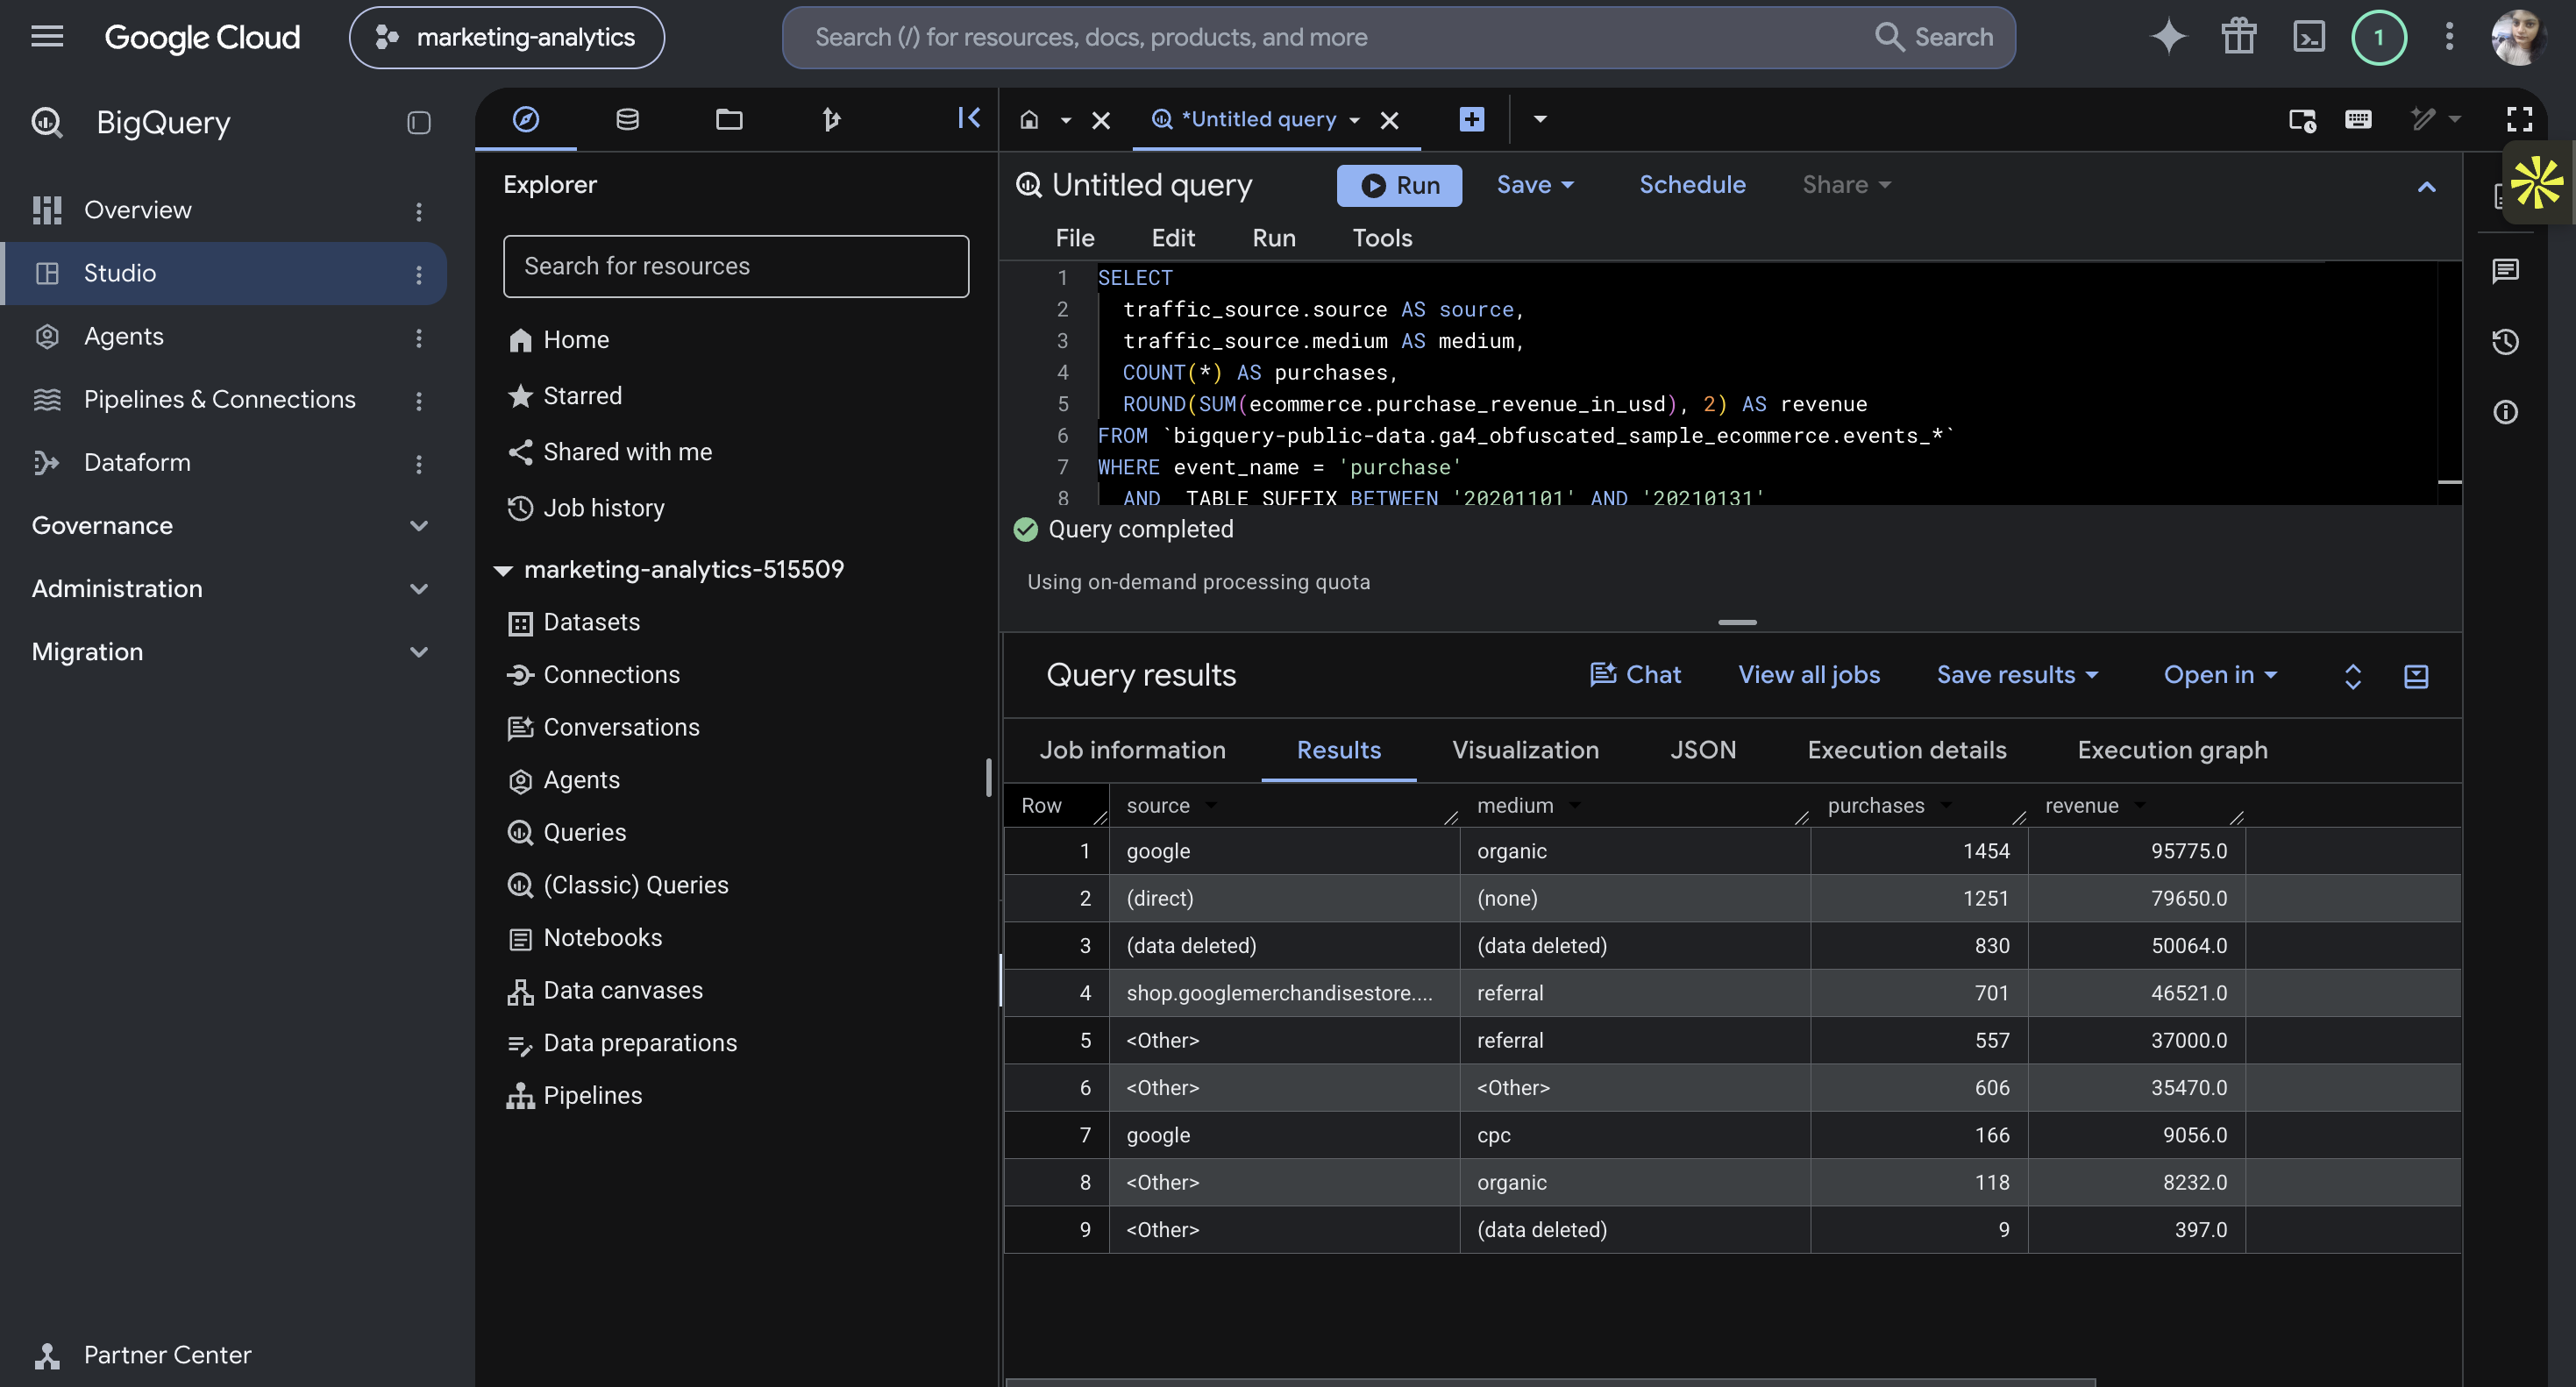 Google Cloud
marketing-analytics
Search (/) for resources, docs, products, and more
Search
1
BigQuery
Overview
Studio
Agents
Pipelines & Connections
Dataform
Governance
Administration
Migration
Partner Center
Explorer
Search for resources
Home
Starred
Shared with me
Job history
marketing-analytics-515509
Datasets
Connections
Conversations
Agents
Queries
(Classic) Queries
Notebooks
Data canvases
Data preparations
Pipelines
*Untitled query
Untitled query
Run
Save
Schedule
Share
File Edit Run Tools
1 SELECT
2 traffic_source.source AS source,
3 traffic_source.medium AS medium,
4 COUNT(*) AS purchases,
5 ROUND(SUM(ecommerce.purchase_revenue_in_usd), 2) AS revenue
6 FROM `bigquery-public-data.ga4_obfuscated_sample_ecommerce.events_*`
7 WHERE event_name = 'purchase'
8 AND _TABLE_SUFFIX BETWEEN '20201101' AND '20210131'
Query completed
Using on-demand processing quota
Query results
Chat
View all jobs
Save results
Open in
Job information Results Visualization JSON Execution details Execution graph
Row source medium purchases revenue
1 google organic 1454 95775.0
2 (direct) (none) 1251 79650.0
3 (data deleted) (data deleted) 830 50064.0
4 shop.googlemerchandisestore.... referral 701 46521.0
5 <Other> referral 557 37000.0
6 <Other> <Other> 606 35470.0
7 google cpc 166 9056.0
8 <Other> organic 118 8232.0
9 <Other> (data deleted) 9 397.0